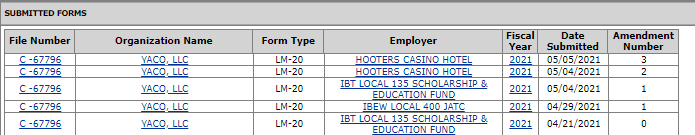 SUBMITTED FORMS
File Number Organization Name Form Type Employer Fiscal Year Date Submitted Amendment Number
C -67796 YACO, LLC LM-20 HOOTERS CASINO HOTEL 2021 05/05/2021 3
C -67796 YACO, LLC LM-20 HOOTERS CASINO HOTEL 2021 05/04/2021 2
C -67796 YACO, LLC LM-20 IBT LOCAL 135 SCHOLARSHIP & EDUCATION FUND 2021 05/04/2021 1
C -67796 YACO, LLC LM-20 IBEW LOCAL 400 JATC 2021 04/29/2021 1
C -67796 YACO, LLC LM-20 IBT LOCAL 135 SCHOLARSHIP & EDUCATION FUND 2021 04/21/2021 0